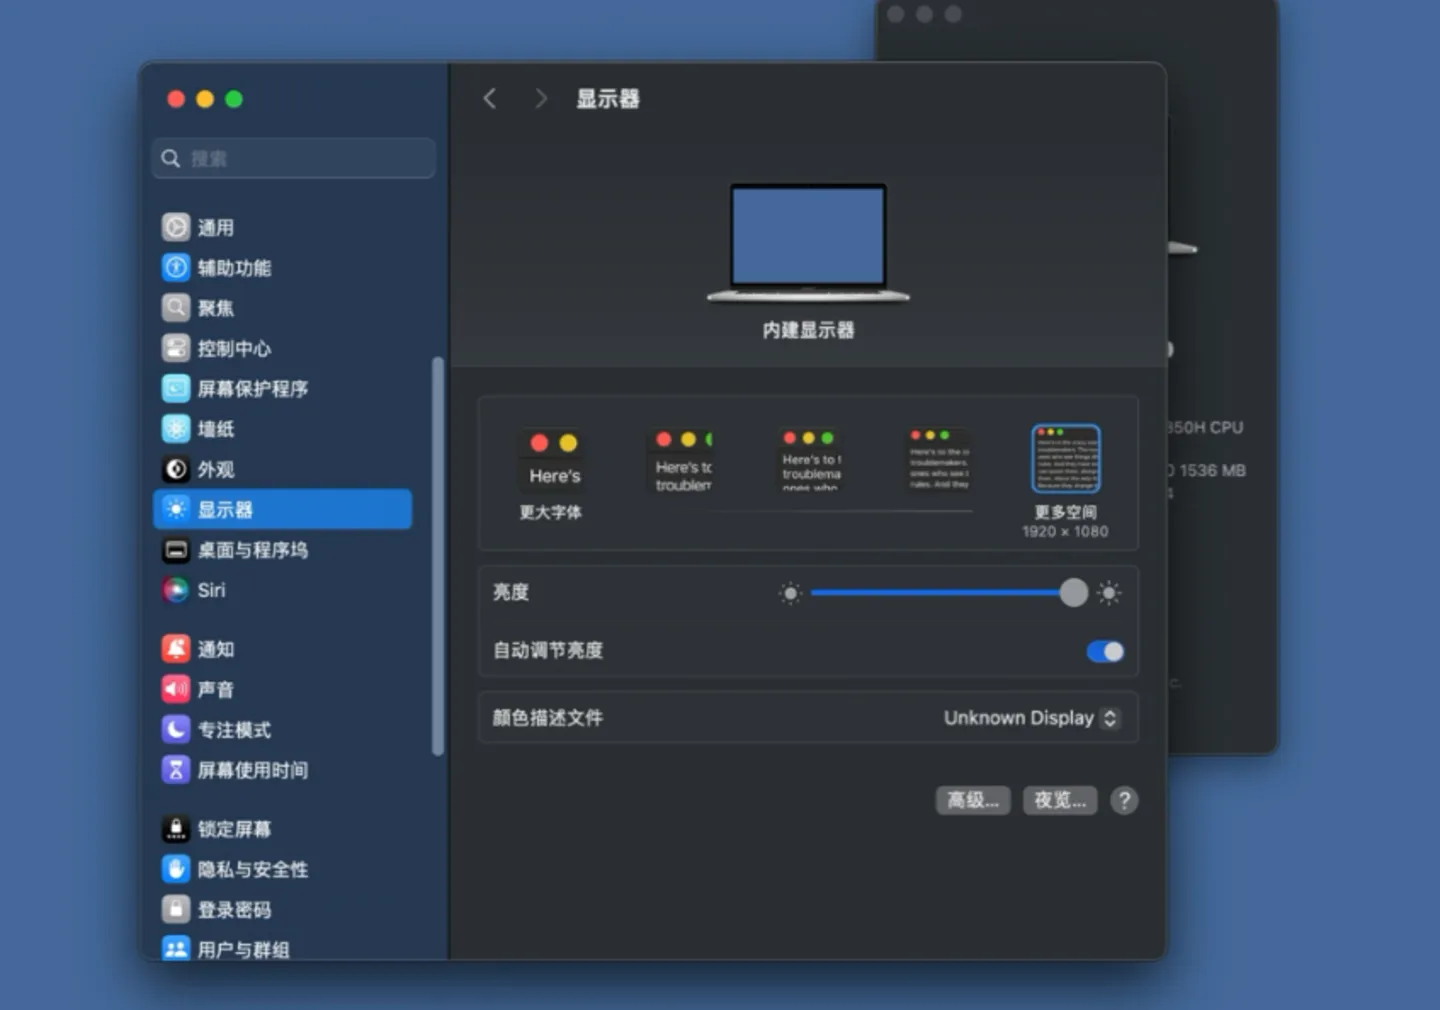 显示器
搜索
通用
辅助功能
聚焦
控制中心
屏幕保护程序
墙纸
外观
显示器
桌面与程序坞
Siri
通知
声音
专注模式
屏幕使用时间
锁定屏幕
隐私与安全性
登录密码
用户与群组
内建显示器
Here's
更大字体
Here's to
troublem
Here's to
troublema
ones who
Here's to the
troublemakers.
ones who see
rules. And they
更多空间
1920 × 1080
亮度
自动调节亮度
颜色描述文件
Unknown Display
高级...
夜览...
?
850H CPU
1536 MB
c.